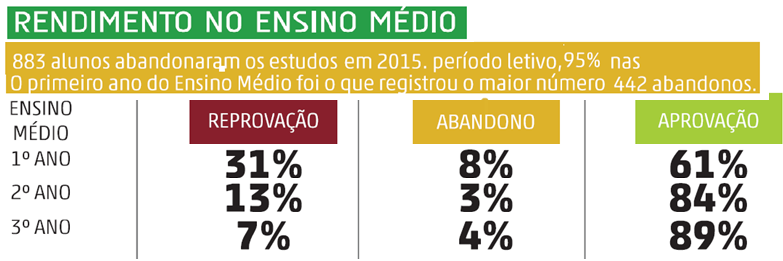 RENDIMENTO NO ENSINO MÉDIO
883 alunos abandonaram os estudos em 2015. período letivo,95% nas
O primeiro ano do Ensino Médio foi o que registrou o maior número 442 abandonos.
ENSINO MÉDIO REPROVAÇÃO ABANDONO APROVAÇÃO
1º ANO 31% 8% 61%
2º ANO 13% 3% 84%
3º ANO 7% 4% 89%